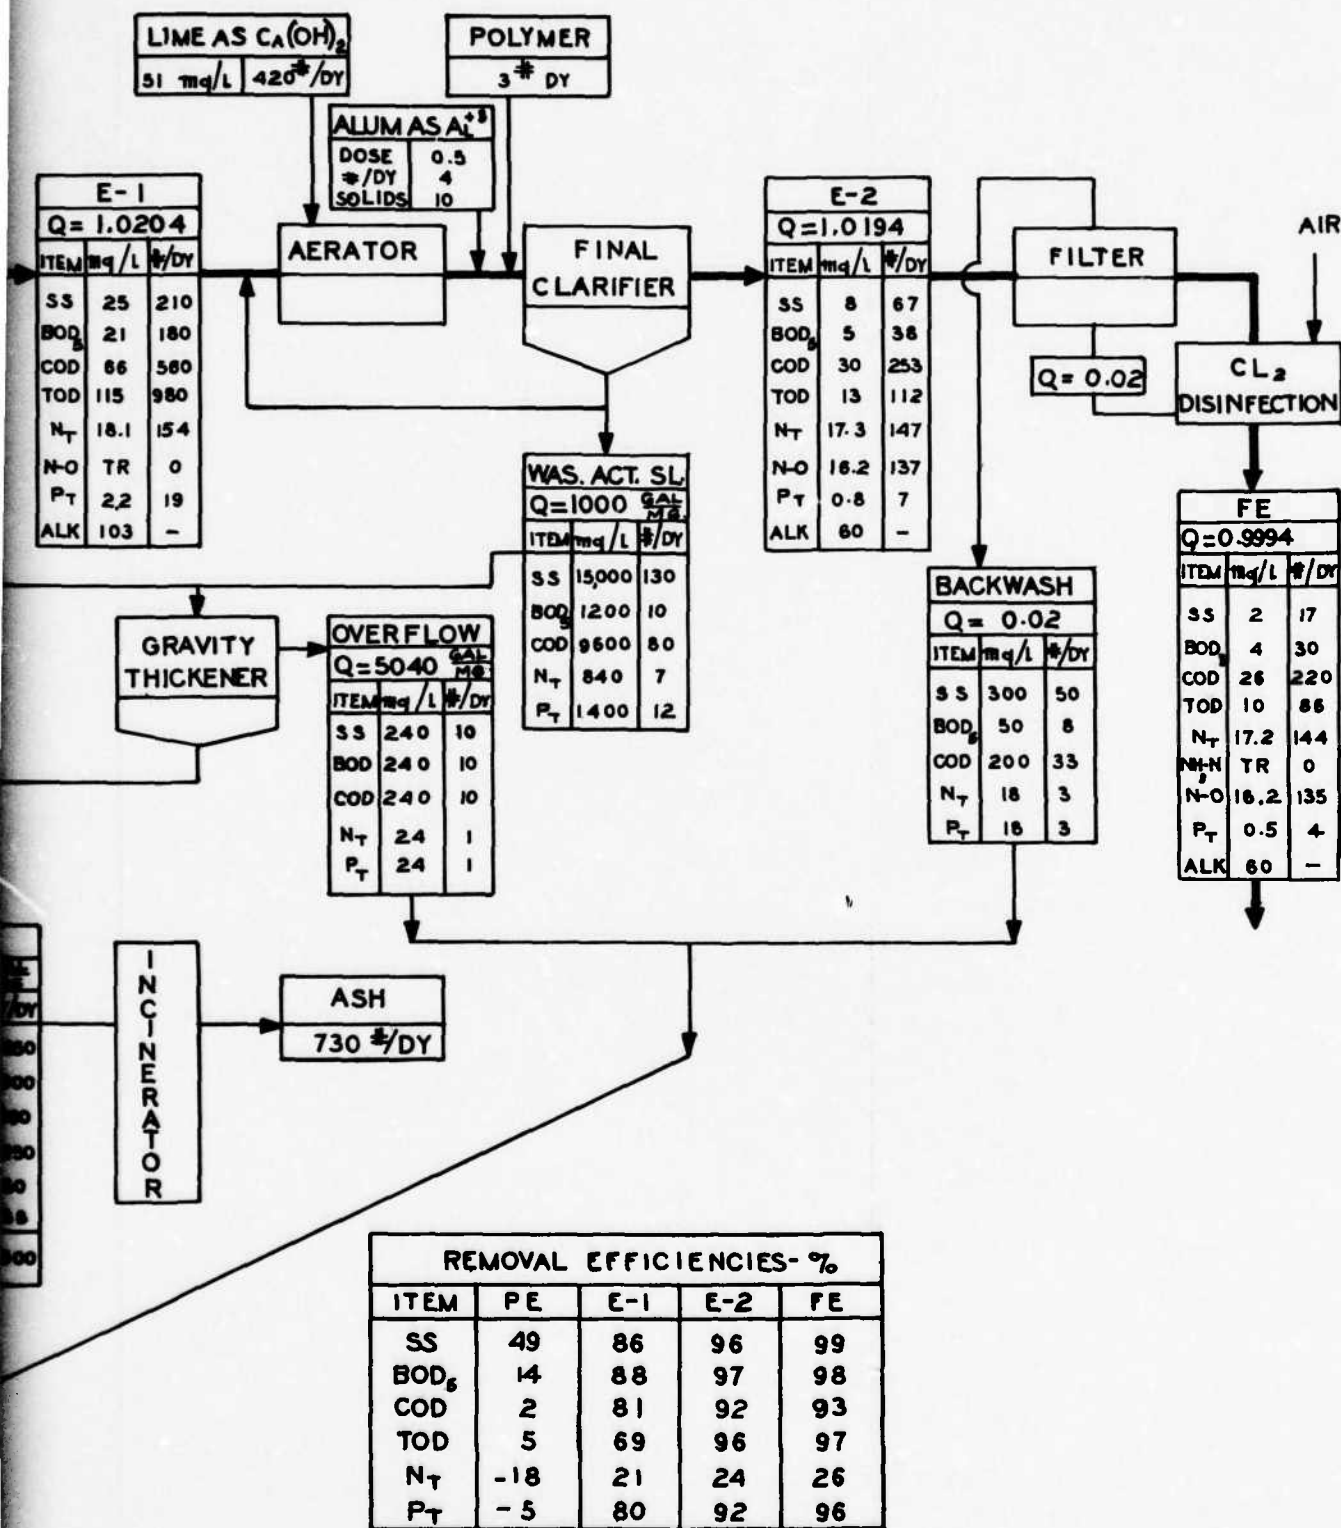 LIME AS CA(OH)2
51 mg/L 420 #/DY
POLYMER
3 # DY
ALUM AS AL+3
DOSE 0.5
#/DY 4
SOLIDS 10
E-1
Q= 1.0204
ITEM mg/L #/DY
SS 25 210
BOD5 21 180
COD 66 560
TOD 115 980
NT 18.1 154
N-O TR 0
PT 2.2 19
ALK 103 -
AERATOR
FINAL
CLARIFIER
E-2
Q=1.0194
ITEM mg/L #/DY
SS 8 67
BOD5 5 38
COD 30 253
TOD 13 112
NT 17.3 147
N-O 16.2 137
PT 0.8 7
ALK 60 -
FILTER
Q= 0.02
AIR
CL2
DISINFECTION
WAS. ACT. SL.
Q=1000 GAL/MG.
ITEM mg/L #/DY
SS 15,000 130
BOD5 1200 10
COD 9600 80
NT 840 7
PT 1400 12
FE
Q=0.9994
ITEM mg/L #/DY
SS 2 17
BOD5 4 30
COD 26 220
TOD 10 86
NT 17.2 144
NH3-N TR 0
N-O 16.2 135
PT 0.5 4
ALK 60 -
BACKWASH
Q= 0.02
ITEM mg/L #/DY
SS 300 50
BOD5 50 8
COD 200 33
NT 18 3
PT 18 3
GRAVITY
THICKENER
OVERFLOW
Q=5040 GAL/MG
ITEM mg/L #/DY
SS 240 10
BOD 240 10
COD 240 10
NT 24 1
PT 24 1
/DY
INCINERATOR
ASH
730 #/DY
REMOVAL EFFICIENCIES- %
ITEM PE E-1 E-2 FE
SS 49 86 96 99
BOD5 14 88 97 98
COD 2 81 92 93
TOD 5 69 96 97
NT -18 21 24 26
PT -5 80 92 96